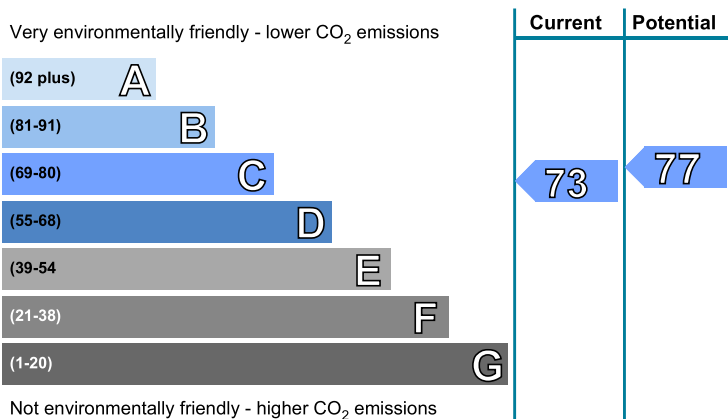 Current Potential
Very environmentally friendly - lower CO2 emissions
(92 plus) A
(81-91) B
(69-80) C
73 77
(55-68) D
(39-54 E
(21-38) F
(1-20) G
Not environmentally friendly - higher CO2 emissions